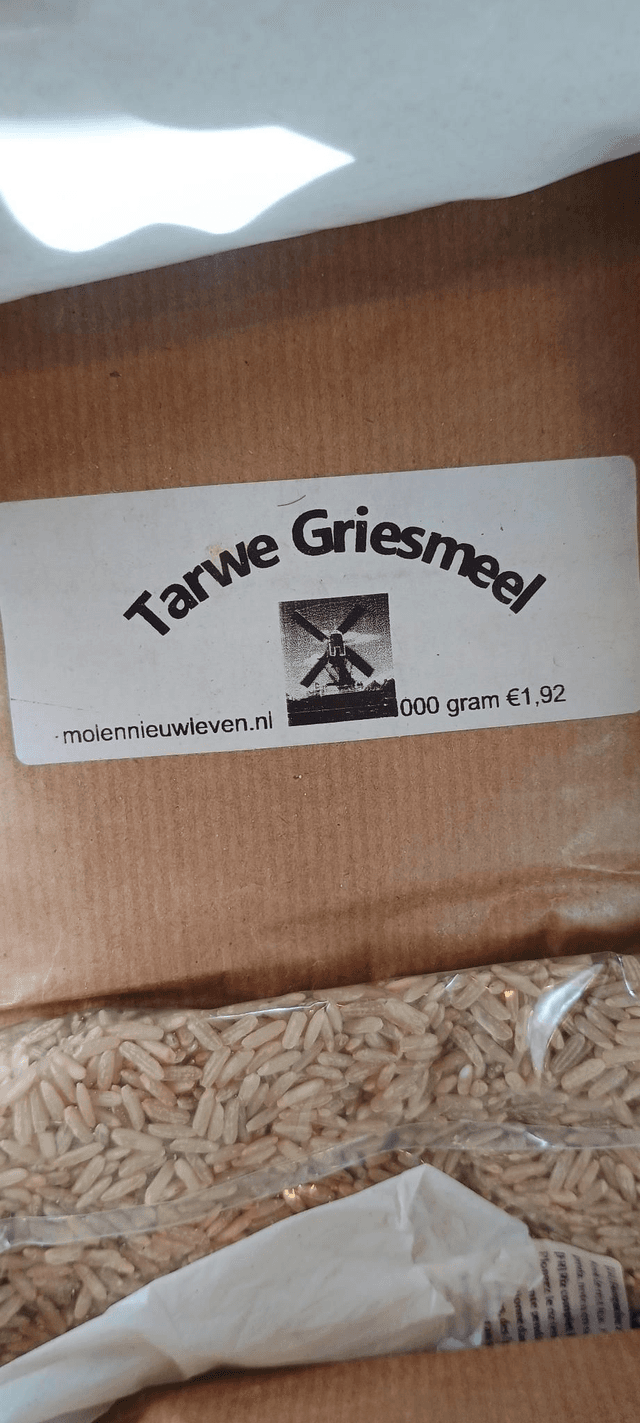 Tarwe Griesmeel
molennieuwleven.nl
000 gram €1,92